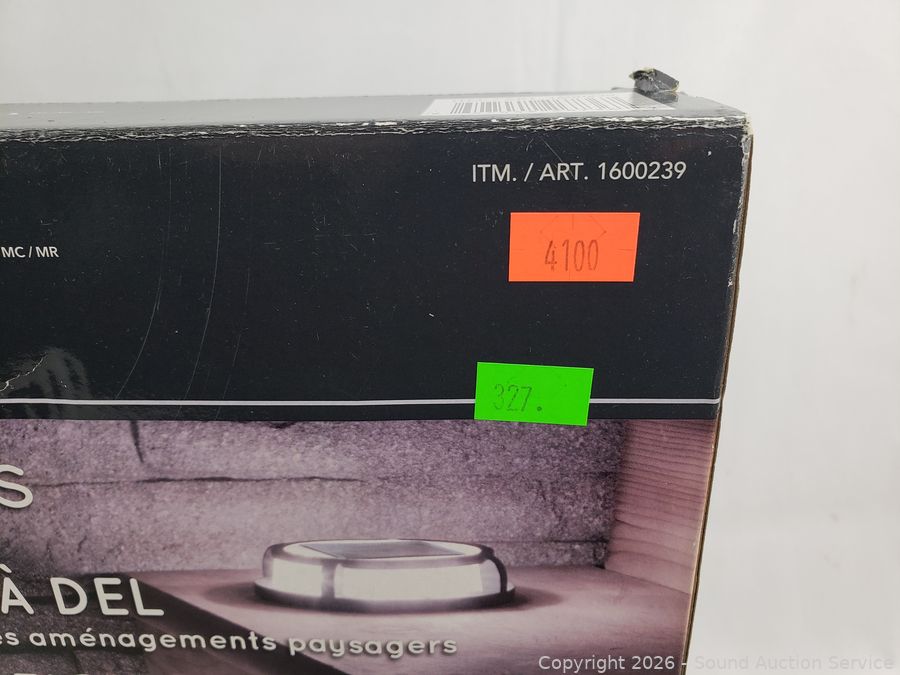 ITM. / ART. 1600239
MC / MR
4100
327.
S
À DEL
es aménagements paysagers
Copyright 2026 - Sound Auction Service